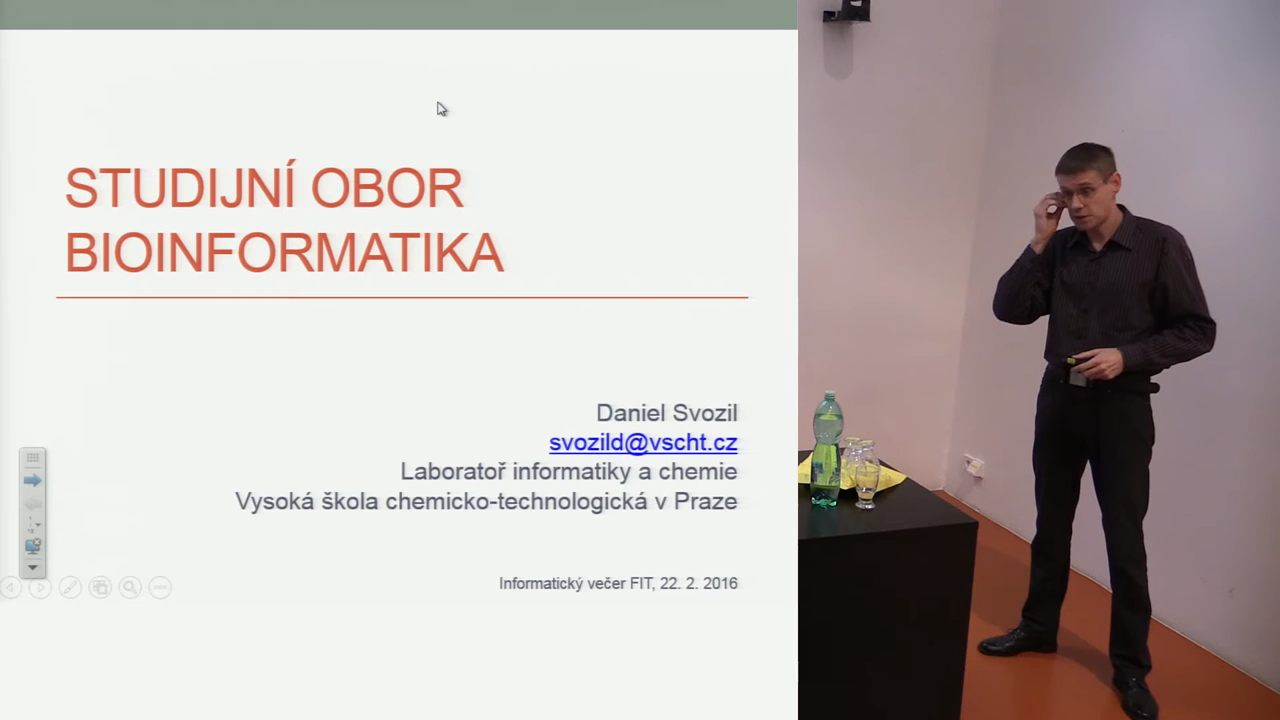 STUDIJNÍ OBOR
BIOINFORMATIKA
Daniel Svozil
svozild@vscht.cz
Laboratoř informatiky a chemie
Vysoká škola chemicko-technologická v Praze
Informatický večer FIT, 22. 2. 2016